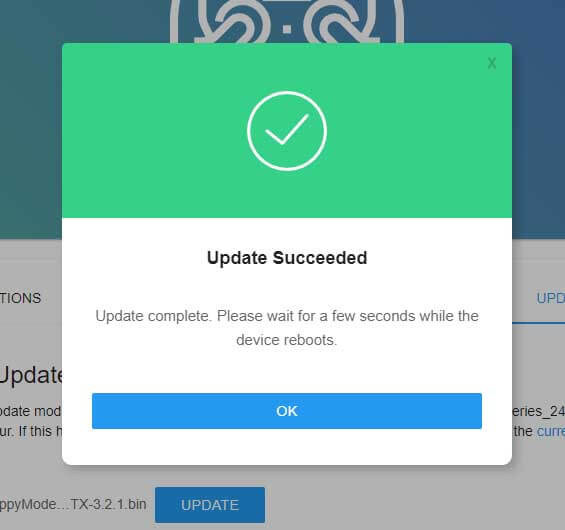 X
Update Succeeded
TIONS
UPD
Update complete. Please wait for a few seconds while the
device reboots.
Update
pdate mod
eries_24
OK
ur. If this h
the curre
ppyMode...TX-3.2.1.bin
UPDATE